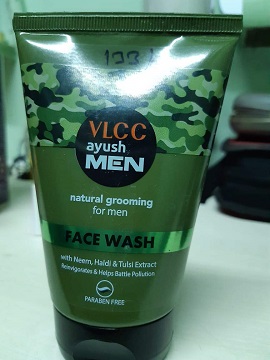 VLCC
ayush
MEN
natural grooming
for men
FACE WASH
with Neem, Haldi & Tulsi Extract
Reinvigorates & Helps Battle Pollution
PARABEN FREE